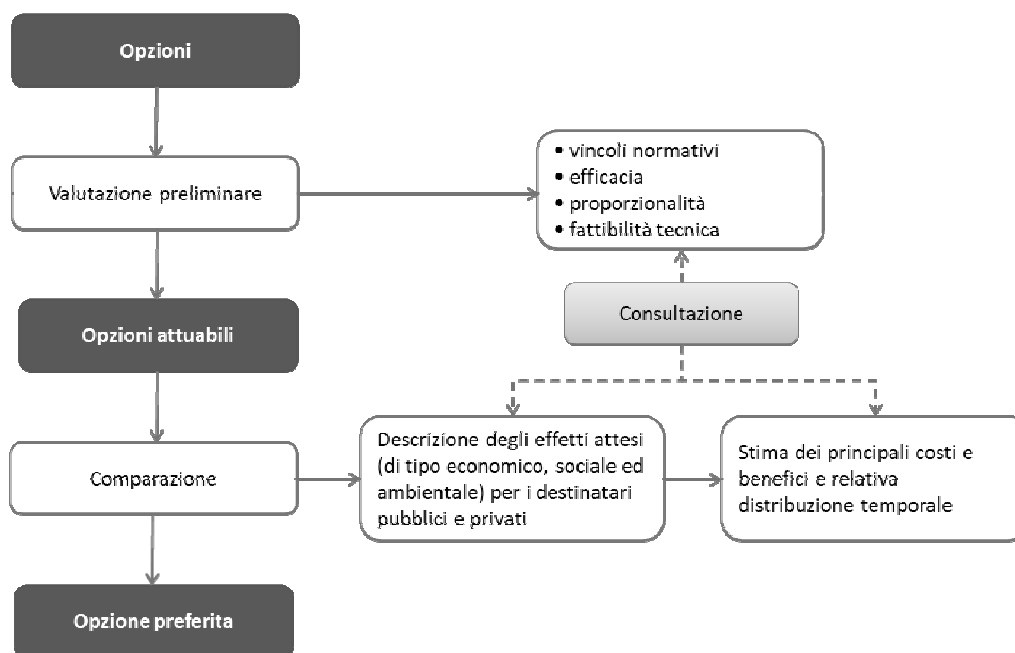 Opzioni
Valutazione preliminare
• vincoli normativi
• efficacia
• proporzionalità
• fattibilità tecnica
Consultazione
Opzioni attuabili
Comparazione
Descrizione degli effetti attesi
(di tipo economico, sociale ed
ambientale) per i destinatari
pubblici e privati
Stima dei principali costi e
benefici e relativa
distribuzione temporale
Opzione preferita